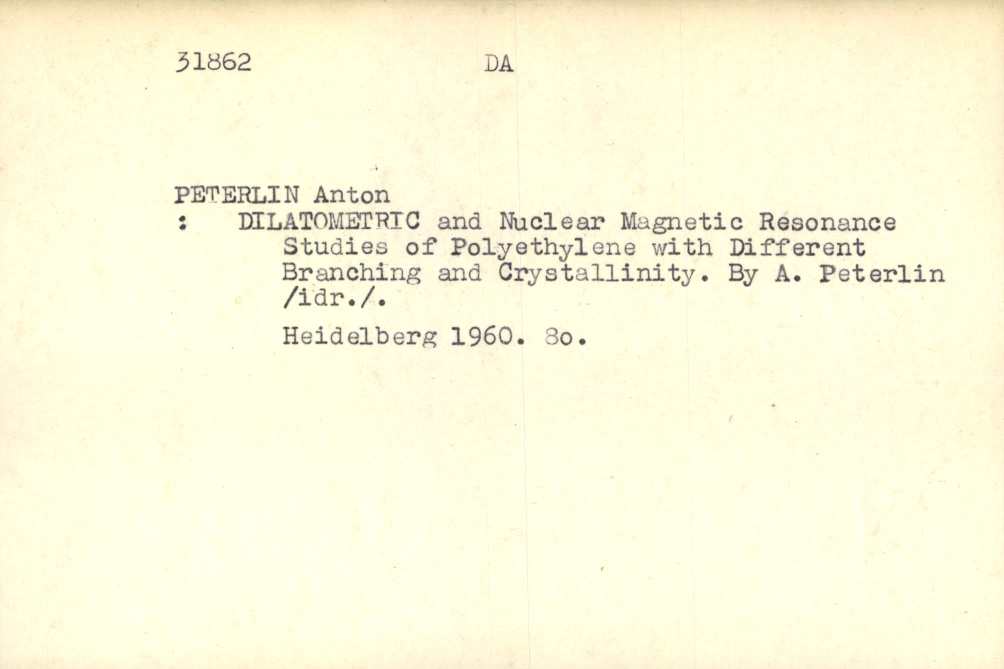 31862 DA
PETERLIN Anton
: DILATOMETRIC and Nuclear Magnetic Resonance
Studies of Polyethylene with Different
Branching and Crystallinity. By A. Peterlin
/idr./.
Heidelberg 1960. 8o.